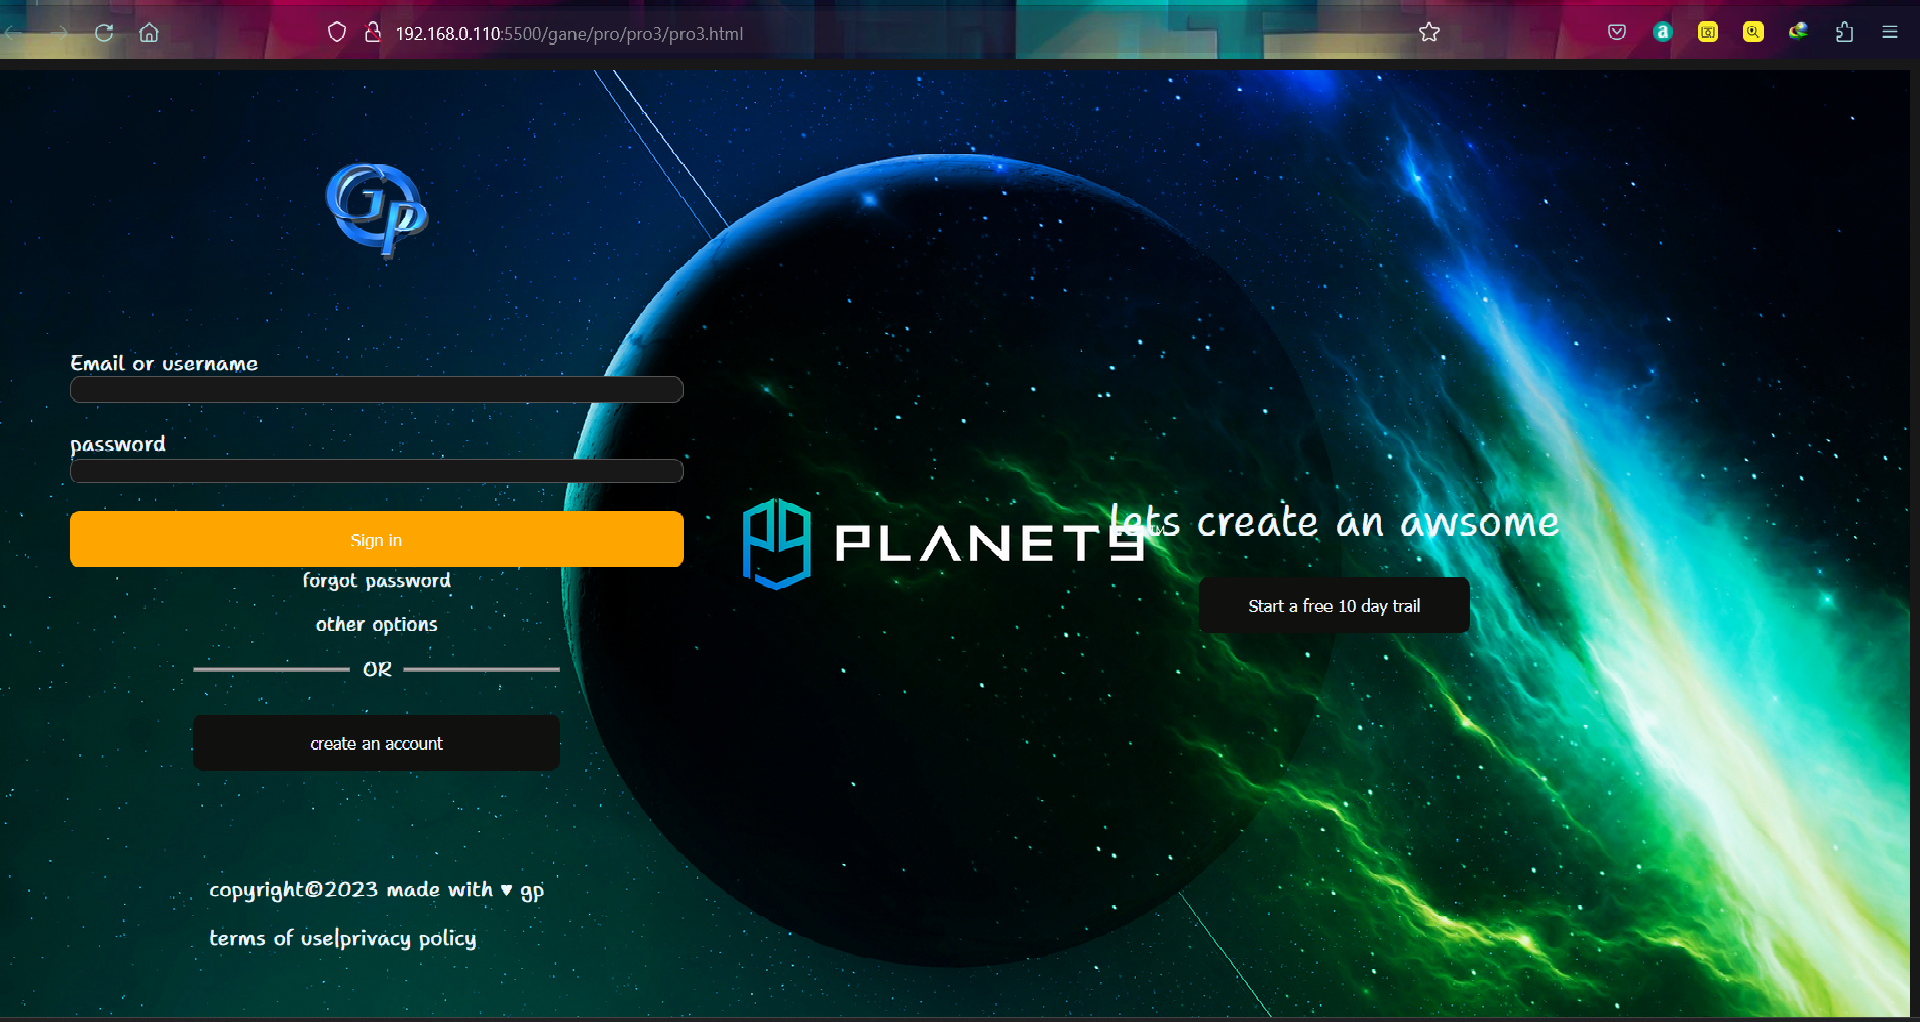 192.168.0.110:5500/gane/pro/pro3/pro3.html
GP
Email or username
password
Sign in
forgot password
other options
OR
create an account
copyright©2023 made with ♥ gp
terms of use|privacy policy
P9 PLANET9™
lets create an awsome
Start a free 10 day trail